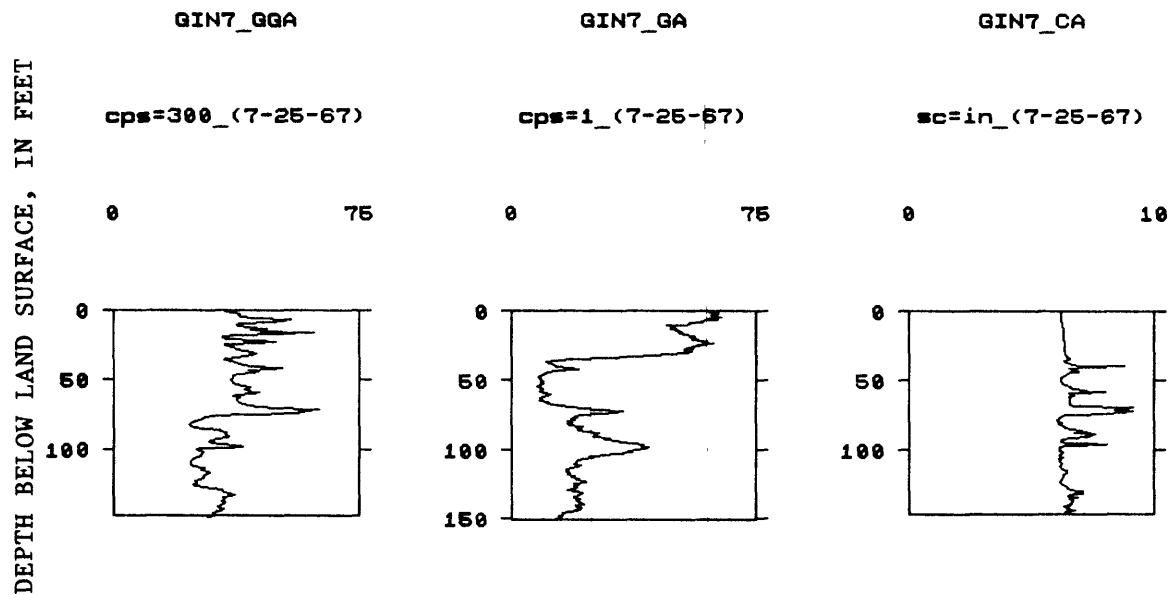 GIN7_GGA
GIN7_GA
GIN7_CA
cps=300_(7-25-67)
cps=1_(7-25-67)
sc=in_(7-25-67)
0 75
0 75
0 10
DEPTH BELOW LAND SURFACE, IN FEET
0
50
100
0
50
100
150
0
50
100